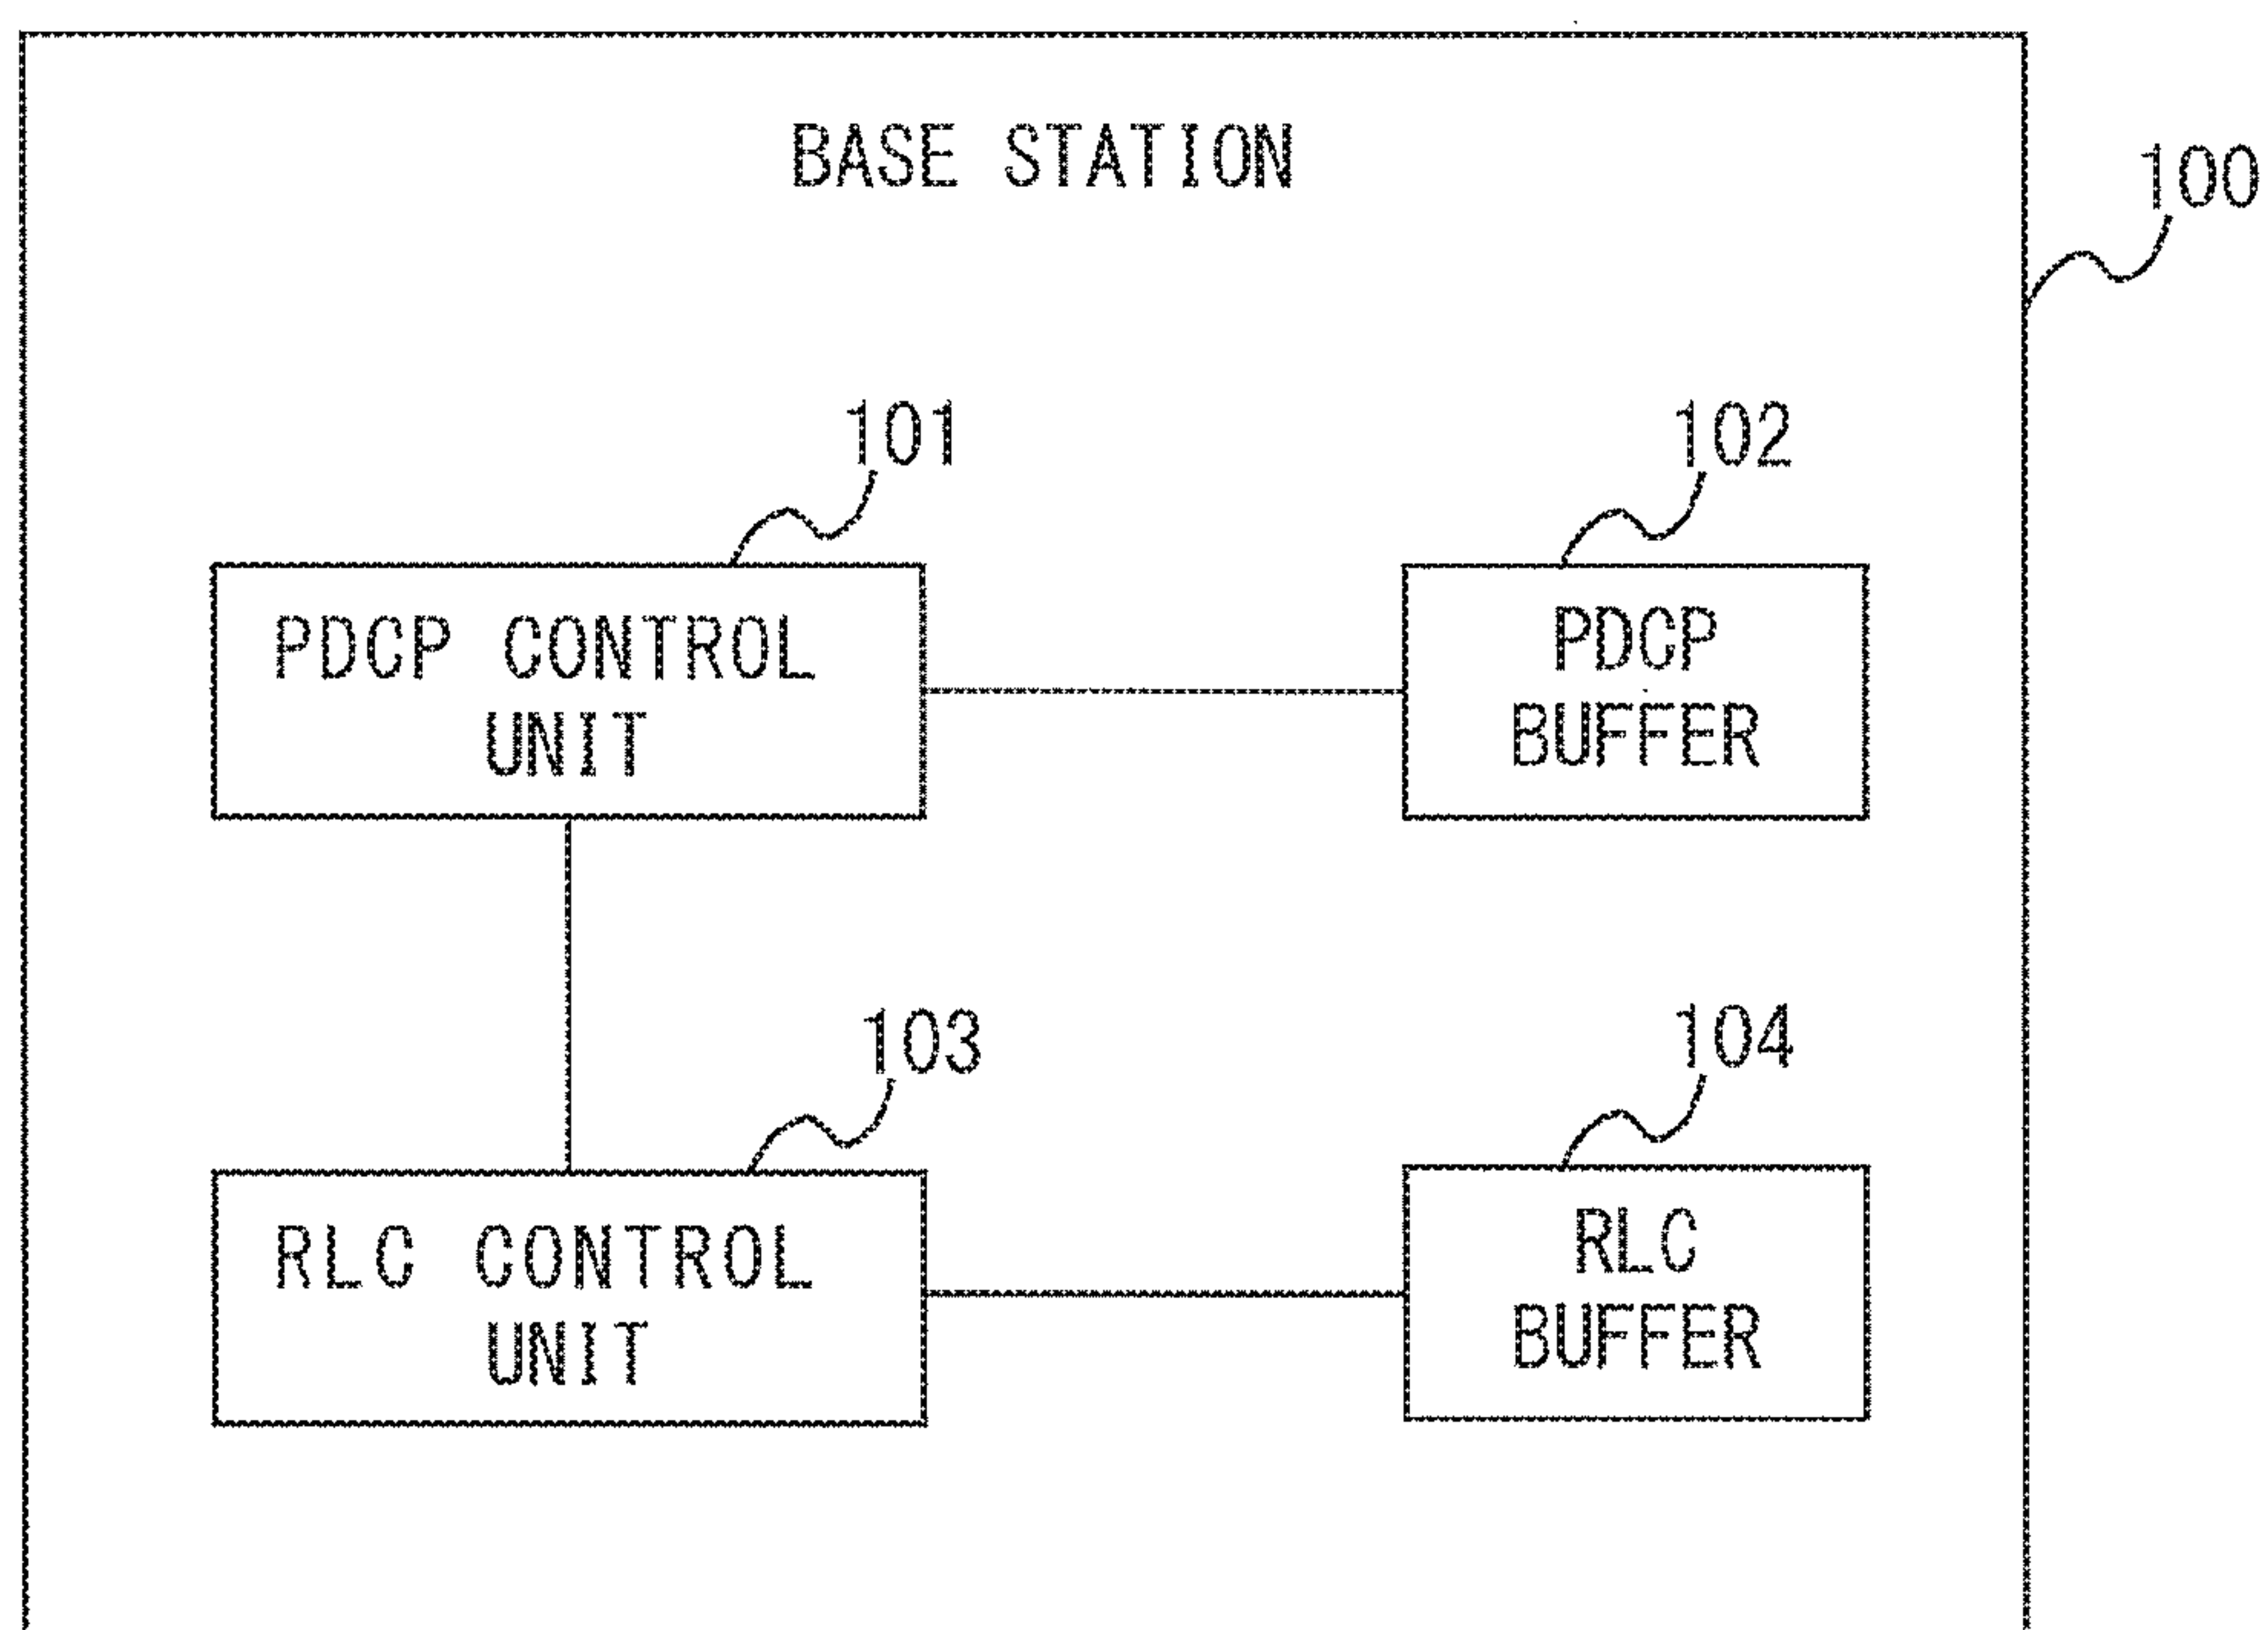 BASE STATION
100
101
102
PDCP CONTROL
UNIT
PDCP
BUFFER
103
104
RLC CONTROL
UNIT
RLC
BUFFER